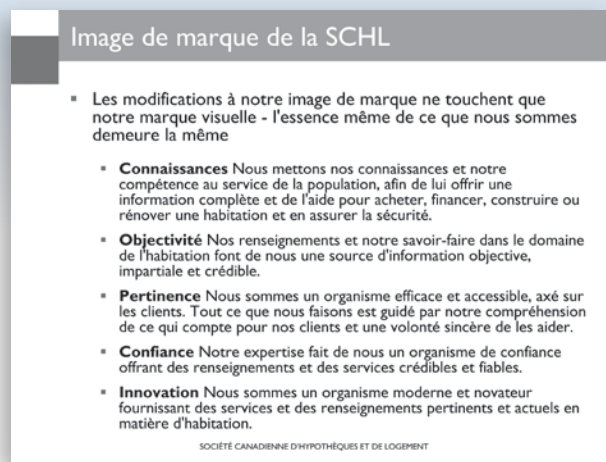 Image de marque de la SCHL
Les modifications à notre image de marque ne touchent que
notre marque visuelle - l'essence même de ce que nous sommes
demeure la même
Connaissances Nous mettons nos connaissances et notre
compétence au service de la population, afin de lui offrir une
information complète et de l'aide pour acheter, financer, construire ou
rénover une habitation et en assurer la sécurité.
Objectivité Nos renseignements et notre savoir-faire dans le domaine
de l'habitation font de nous une source d'information objective,
impartiale et crédible.
Pertinence Nous sommes un organisme efficace et accessible, axé sur
les clients. Tout ce que nous faisons est guidé par notre compréhension
de ce qui compte pour nos clients et une volonté sincère de les aider.
Confiance Notre expertise fait de nous un organisme de confiance
offrant des renseignements et des services crédibles et fiables.
Innovation Nous sommes un organisme moderne et novateur
fournissant des services et des renseignements pertinents et actuels en
matière d'habitation.
SOCIÉTÉ CANADIENNE D'HYPOTHÈQUES ET DE LOGEMENT